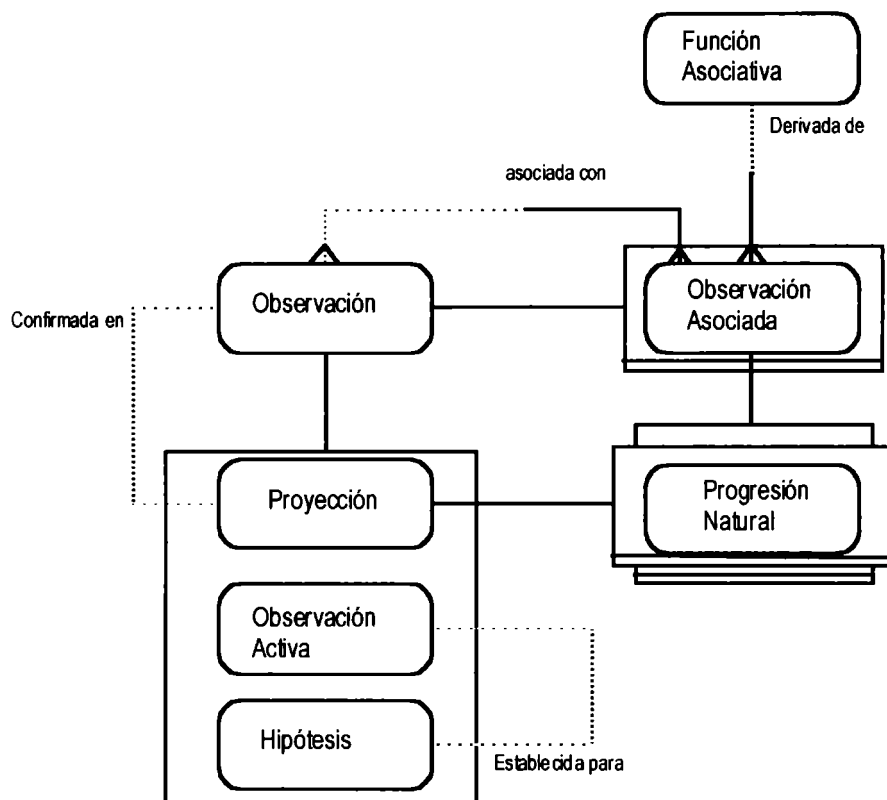 Función
Asociativa
Derivada de
asociada con
Observación
Observación
Asociada
Confirmada en
Proyección
Progresión
Natural
Observación
Activa
Hipótesis
Establecida para